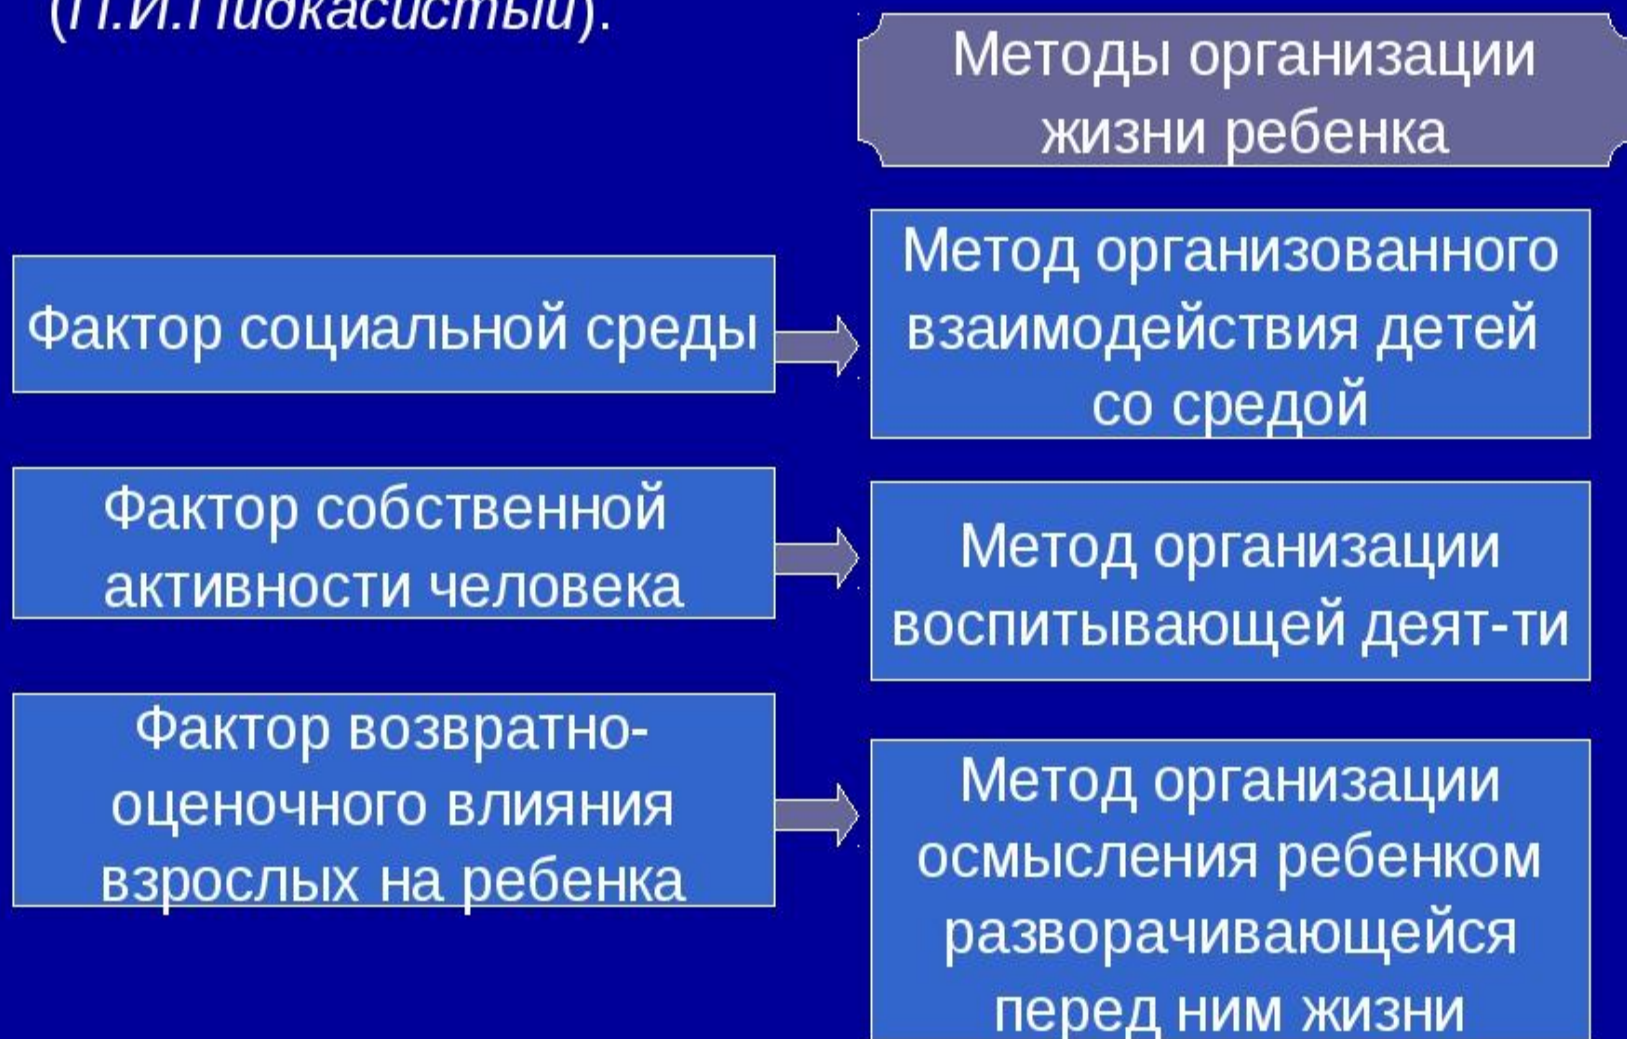 (П.И.Пидкасистый).
Методы организации
жизни ребенка
Фактор социальной среды
Метод организованного
взаимодействия детей
со средой
Фактор собственной
активности человека
Метод организации
воспитывающей деят-ти
Фактор возвратно-
оценочного влияния
взрослых на ребенка
Метод организации
осмысления ребенком
разворачивающейся
перед ним жизни